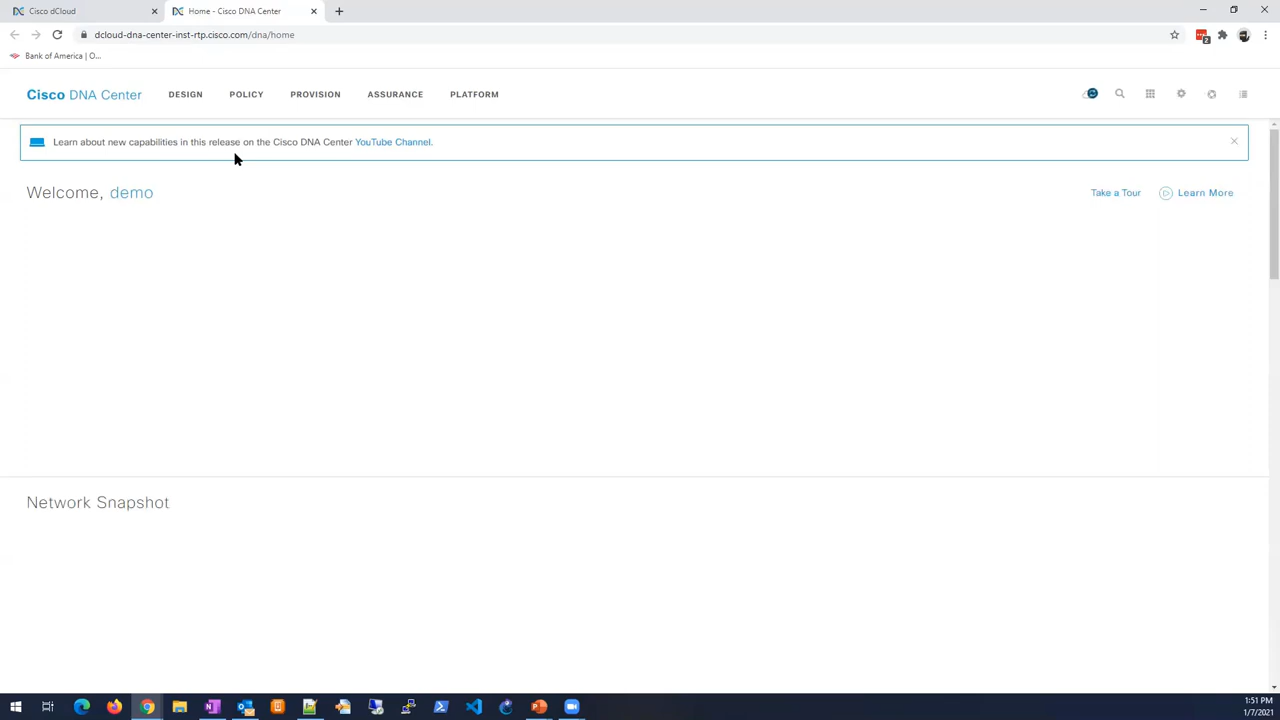 Cisco dCloud
Home - Cisco DNA Center
dcloud-dna-center-inst-rtp.cisco.com/dna/home
Bank of America | O...
Cisco DNA Center
DESIGN
POLICY
PROVISION
ASSURANCE
PLATFORM
Learn about new capabilities in this release on the Cisco DNA Center YouTube Channel.
Welcome, demo
Take a Tour
Learn More
Network Snapshot
1:51 PM
1/7/2021